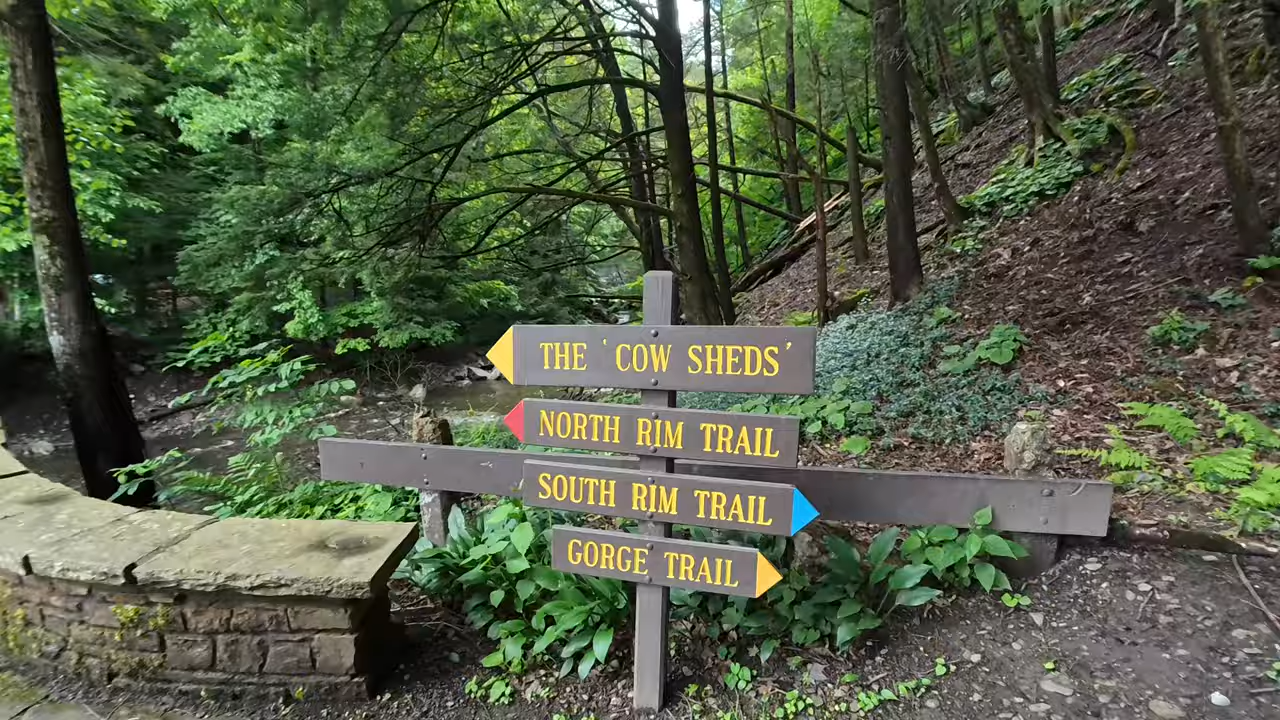 THE 'COW SHEDS'
NORTH RIM TRAIL
SOUTH RIM TRAIL
GORGE TRAIL